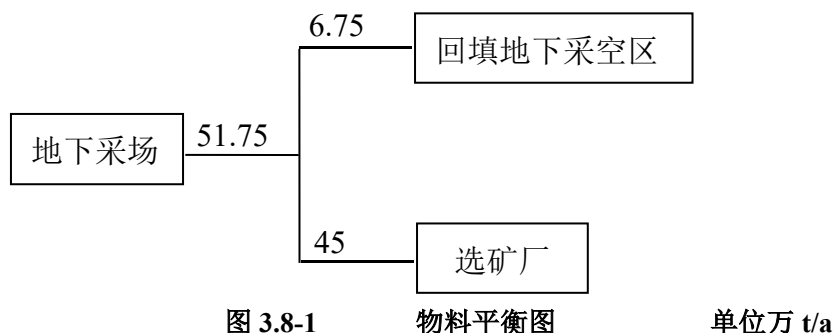 6.75
回填地下采空区
地下采场
51.75
45
选矿厂
图 3.8-1 物料平衡图 单位万 t/a